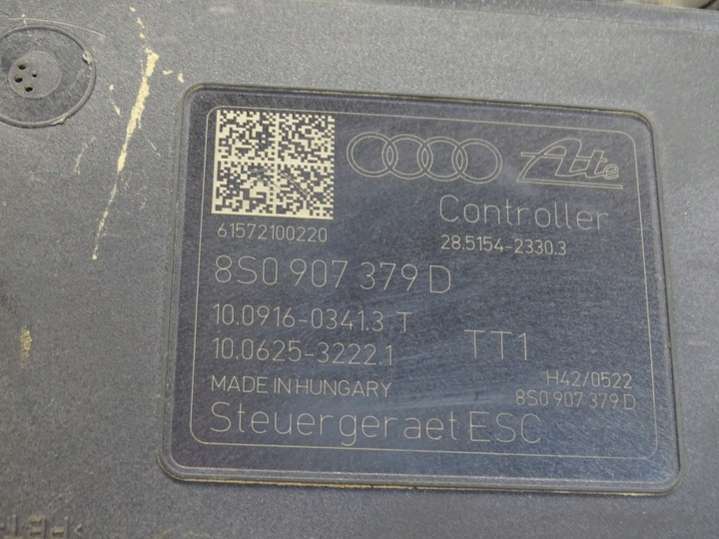 Ate
Controller
61572100220
28.5154-2330.3
8S0 907 379 D
10.0916-0341.3 T
10.0625-3222.1
TT1
H42/0522
MADE IN HUNGARY
8S0 907 379 D
Steuergeraet ESC